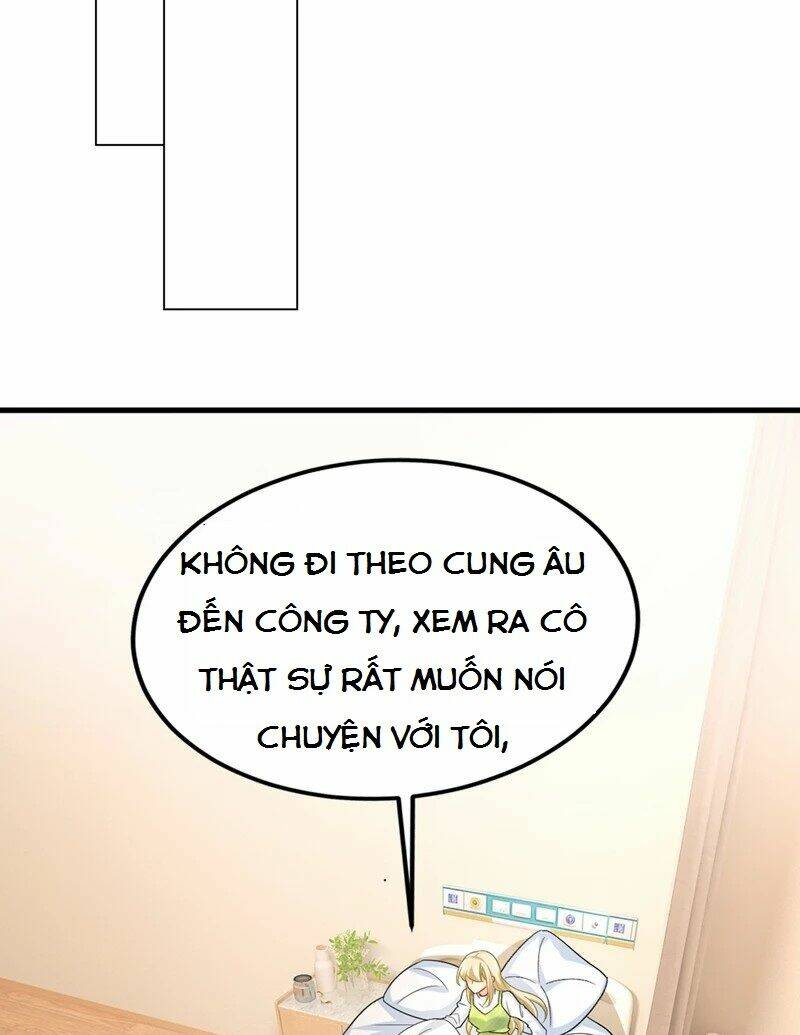 KHÔNG ĐI THEO CUNG ÂU
ĐẾN CÔNG TY, XEM RA CÔ
THẬT SỰ RẤT MUỐN NÓI
CHUYỆN VỚI TÔI,